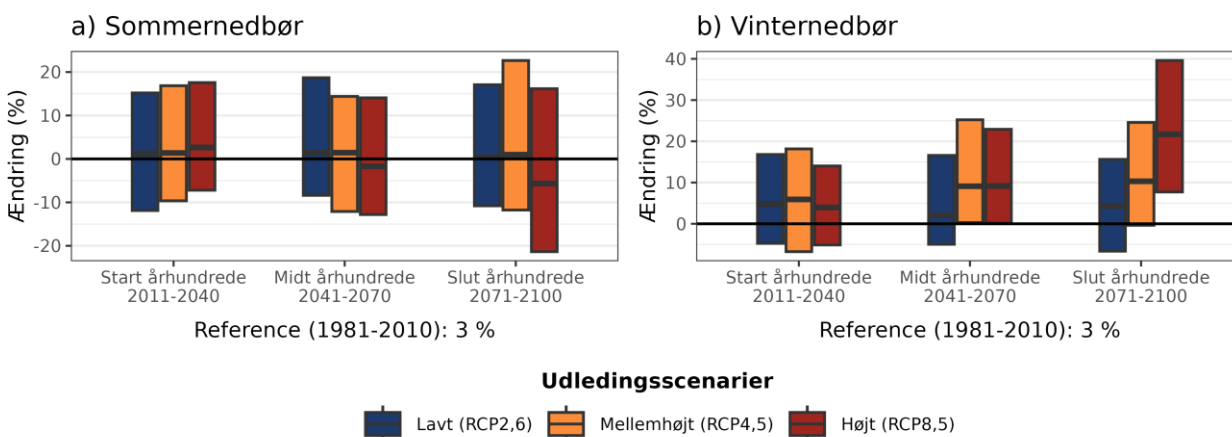 a) Sommernedbør
Ændring (%)
20
10
0
-10
-20
Start århundrede
2011-2040
Midt århundrede
2041-2070
Slut århundrede
2071-2100
Reference (1981-2010): 3 %
b) Vinternedbør
Ændring (%)
40
30
20
10
0
Start århundrede
2011-2040
Midt århundrede
2041-2070
Slut århundrede
2071-2100
Reference (1981-2010): 3 %
Udledingsscenarier
Lavt (RCP2,6)
Mellemhøjt (RCP4,5)
Højt (RCP8,5)